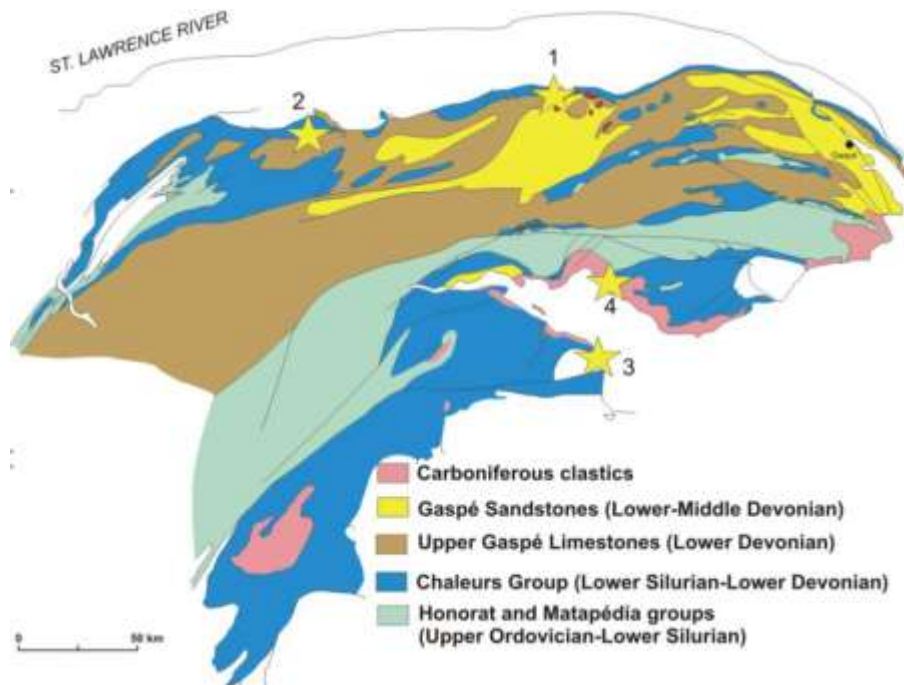 ST. LAWRENCE RIVER
1
2
Gaspé
4
3
Carboniferous clastics
Gaspé Sandstones (Lower-Middle Devonian)
Upper Gaspé Limestones (Lower Devonian)
Chaleurs Group (Lower Silurian-Lower Devonian)
Honorat and Matapédia groups
(Upper Ordovician-Lower Silurian)
0 50 km